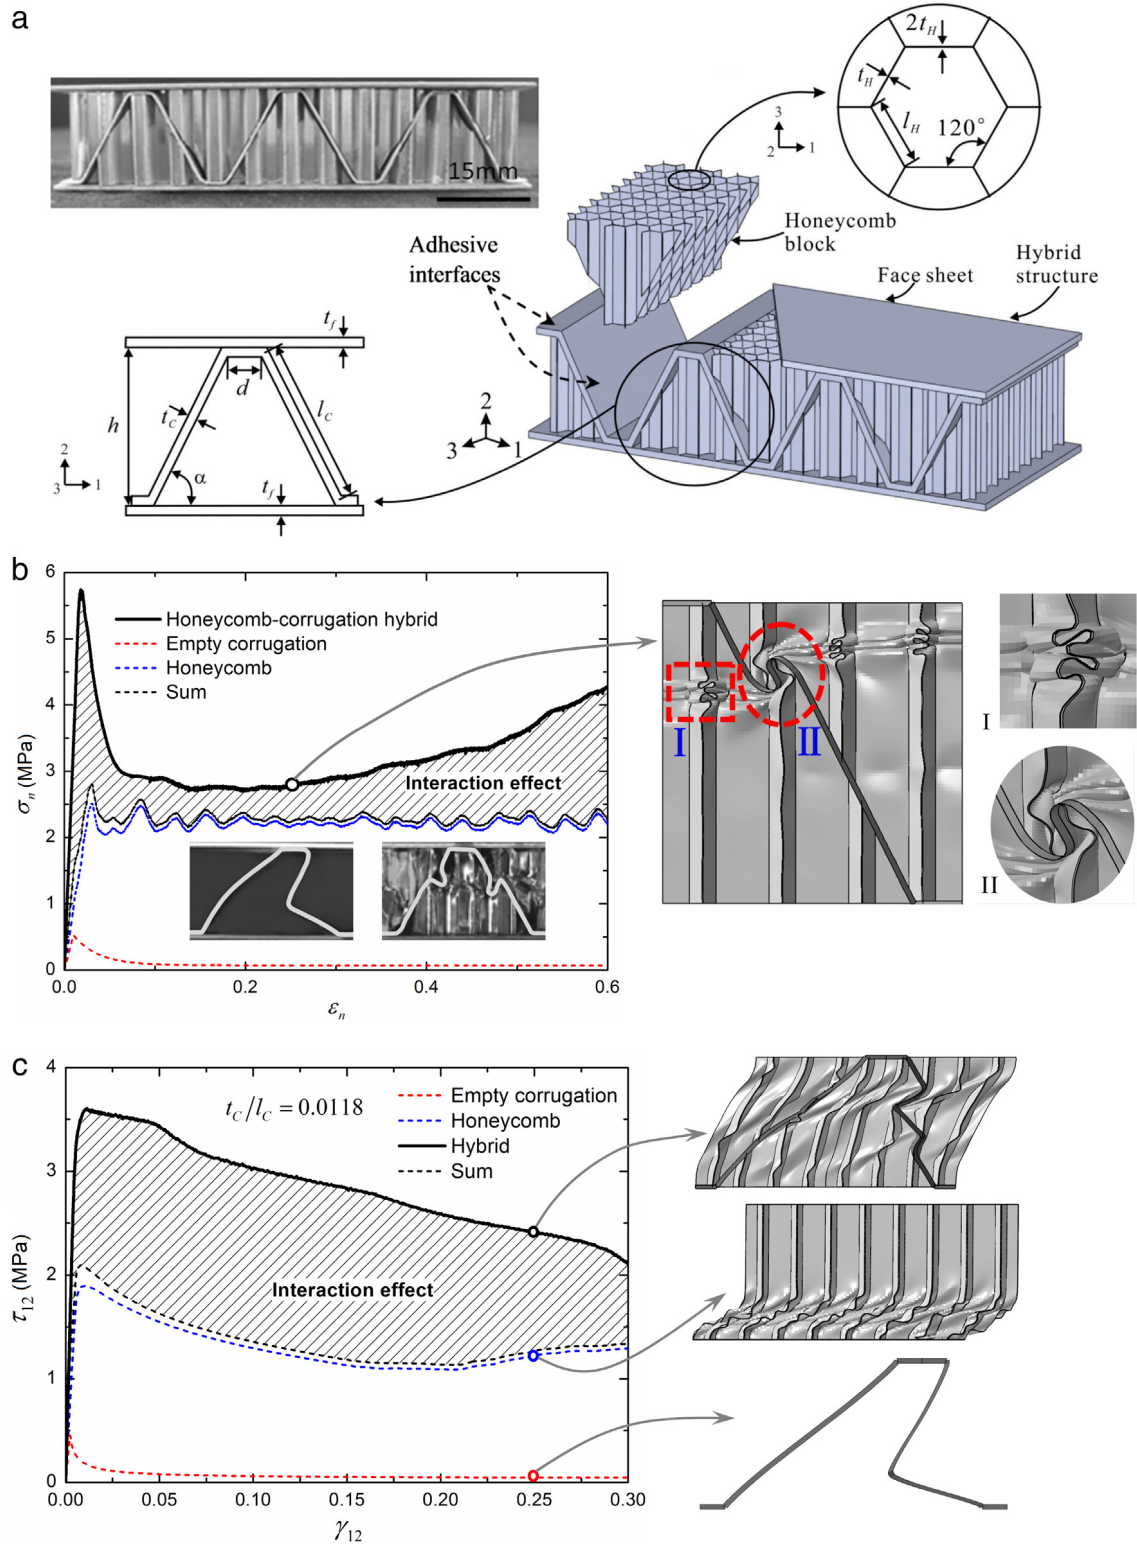 a
15mm
2t_H
t_H
l_H
120°
3
2
1
Honeycomb
block
Adhesive
interfaces
Hybrid
structure
Face sheet
t_f
d
h
t_C
l_C
α
t_f
2
3
1
2
3
1
b
6
5
4
3
2
1
0
σ_n (MPa)
Honeycomb-corrugation hybrid
Empty corrugation
Honeycomb
Sum
Interaction effect
0.0
0.2
0.4
0.6
ε_n
I
II
I
II
c
4
3
2
1
0
τ_12 (MPa)
t_C/l_C = 0.0118
Empty corrugation
Honeycomb
Hybrid
Sum
Interaction effect
0.00
0.05
0.10
0.15
0.20
0.25
0.30
γ_12